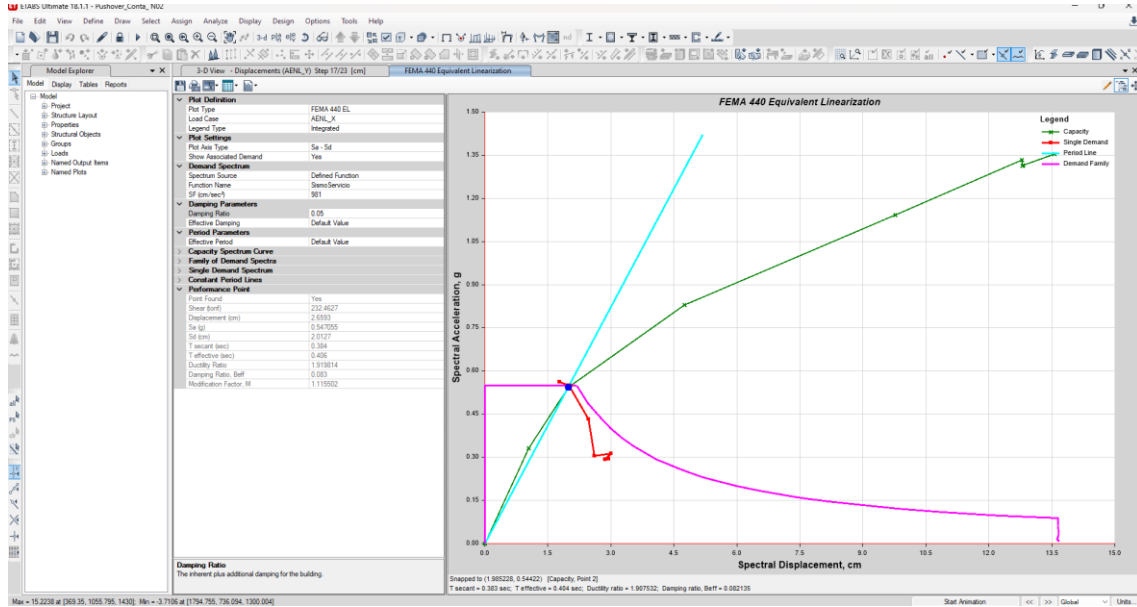 ETABS Ultimate 18.1.1 - Pushover_Conta_ N02
File Edit View Define Draw Select Assign Analyze Display Design Options Tools Help
Model Explorer
3-D View - Displacements (AENL_Y) Step 17/23 [cm]
FEMA 440 Equivalent Linearization
Model Display Tables Reports
Model
Project
Structure Layout
Properties
Structural Objects
Groups
Loads
Named Output Items
Named Plots
Plot Definition
Plot Type FEMA 440 EL
Load Case AENL_X
Legend Type Integrated
Plot Settings
Plot Axis Type Sa - Sd
Show Associated Demand Yes
Demand Spectrum
Spectrum Source Defined Function
Function Name SismoServicio
SF (cm/sec²) 981
Damping Parameters
Damping Ratio 0.05
Effective Damping Default Value
Period Parameters
Effective Period Default Value
Capacity Spectrum Curve
Family of Demand Spectra
Single Demand Spectrum
Constant Period Lines
Performance Point
Point Found Yes
Shear (tonf) 232.4627
Displacement (cm) 2.6593
Sa (g) 0.547055
Sd (cm) 2.0127
T secant (sec) 0.384
T effective (sec) 0.406
Ductility Ratio 1.919814
Damping Ratio, Beff 0.083
Modification Factor, M 1.115502
Damping Ratio
The inherent plus additional damping for the building.
FEMA 440 Equivalent Linearization
Legend
Capacity
Single Demand
Period Line
Demand Family
Spectral Acceleration, g
1.50
1.35
1.20
1.05
0.90
0.75
0.60
0.45
0.30
0.15
0.00
0.0 1.5 3.0 4.5 6.0 7.5 9.0 10.5 12.0 13.5 15.0
Spectral Displacement, cm
Snapped to (1.985228, 0.54422) [Capacity, Point 2]
T secant = 0.383 sec; T effective = 0.404 sec; Ductility ratio = 1.907532; Damping ratio, Beff = 0.082135
Max = 15.2238 at [369.35, 1055.795, 1430]; Min = -3.7106 at [1794.755, 736.094, 1300.004]
Start Animation << >> Global Units...